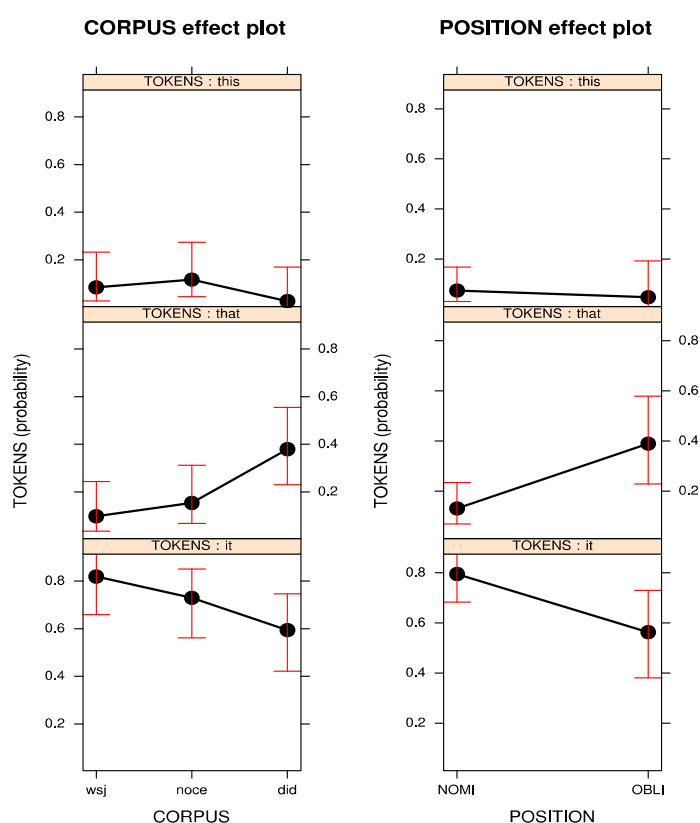 CORPUS effect plot
TOKENS : this
0.8
0.6
0.4
0.2
TOKENS : that
0.8
0.6
0.4
0.2
TOKENS : it
0.8
0.6
0.4
0.2
wsj noce did
CORPUS
TOKENS (probability)
POSITION effect plot
TOKENS : this
0.8
0.6
0.4
0.2
TOKENS : that
0.8
0.6
0.4
0.2
TOKENS : it
0.8
0.6
0.4
0.2
NOMI OBLI
POSITION
TOKENS (probability)